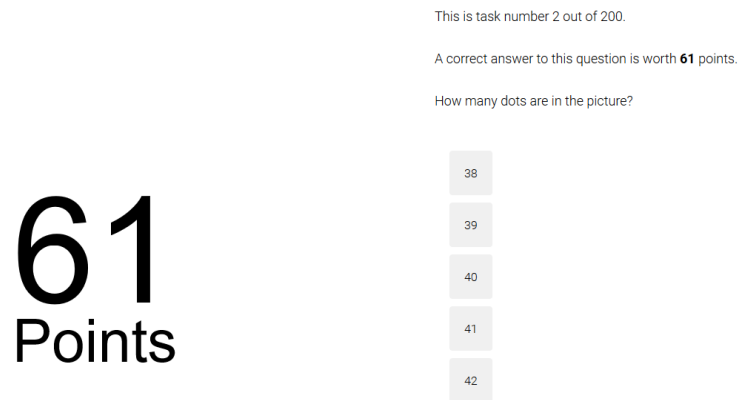 This is task number 2 out of 200.
A correct answer to this question is worth 61 points.
How many dots are in the picture?
61
Points
38
39
40
41
42